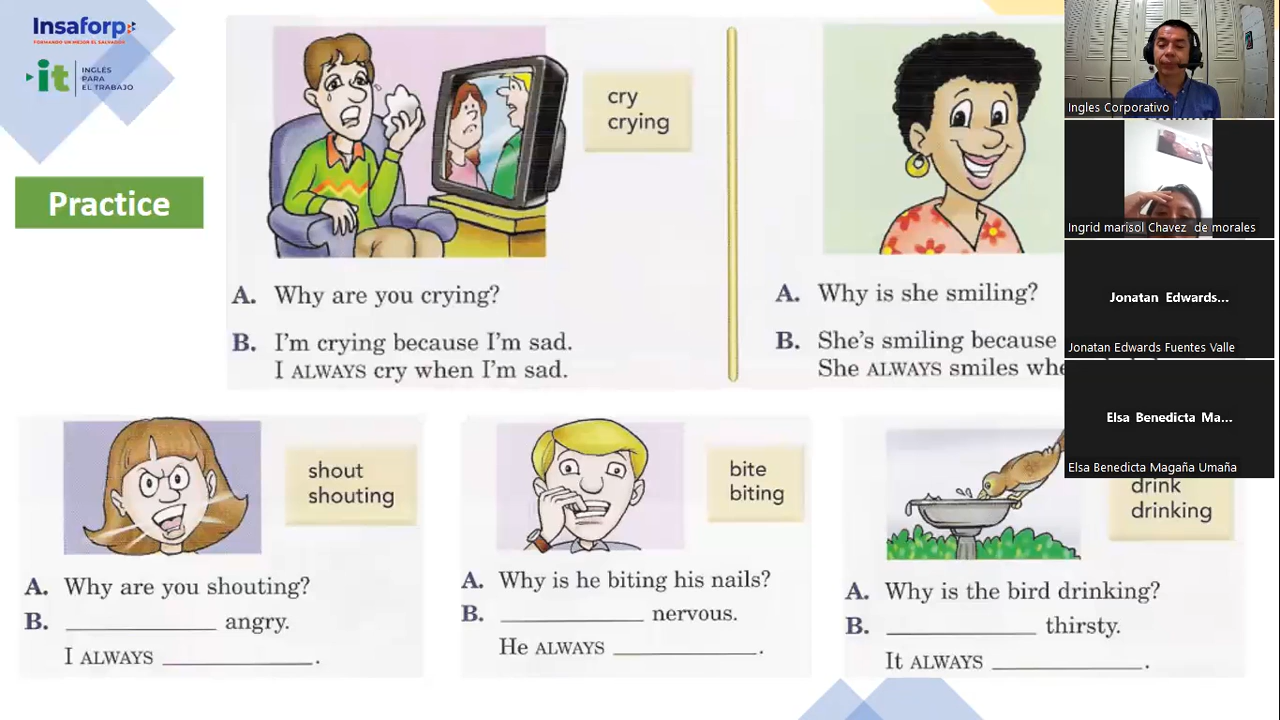 Insaforp
FORMANDO UN MEJOR EL SALVADOR
it
INGLÉS
PARA
EL TRABAJO
Practice
cry
crying
A. Why are you crying?
B. I'm crying because I'm sad.
I ALWAYS cry when I'm sad.
A. Why is she smiling?
B. She's smiling because
She ALWAYS smiles whe
shout
shouting
A. Why are you shouting?
B. ____________ angry.
I ALWAYS ____________.
bite
biting
A. Why is he biting his nails?
B. ____________ nervous.
He ALWAYS ____________.
drink
drinking
A. Why is the bird drinking?
B. ____________ thirsty.
It ALWAYS ____________.
Ingles Corporativo
Ingrid marisol Chavez de morales
Jonatan Edwards...
Jonatan Edwards Fuentes Valle
Elsa Benedicta Ma...
Elsa Benedicta Magaña Umaña